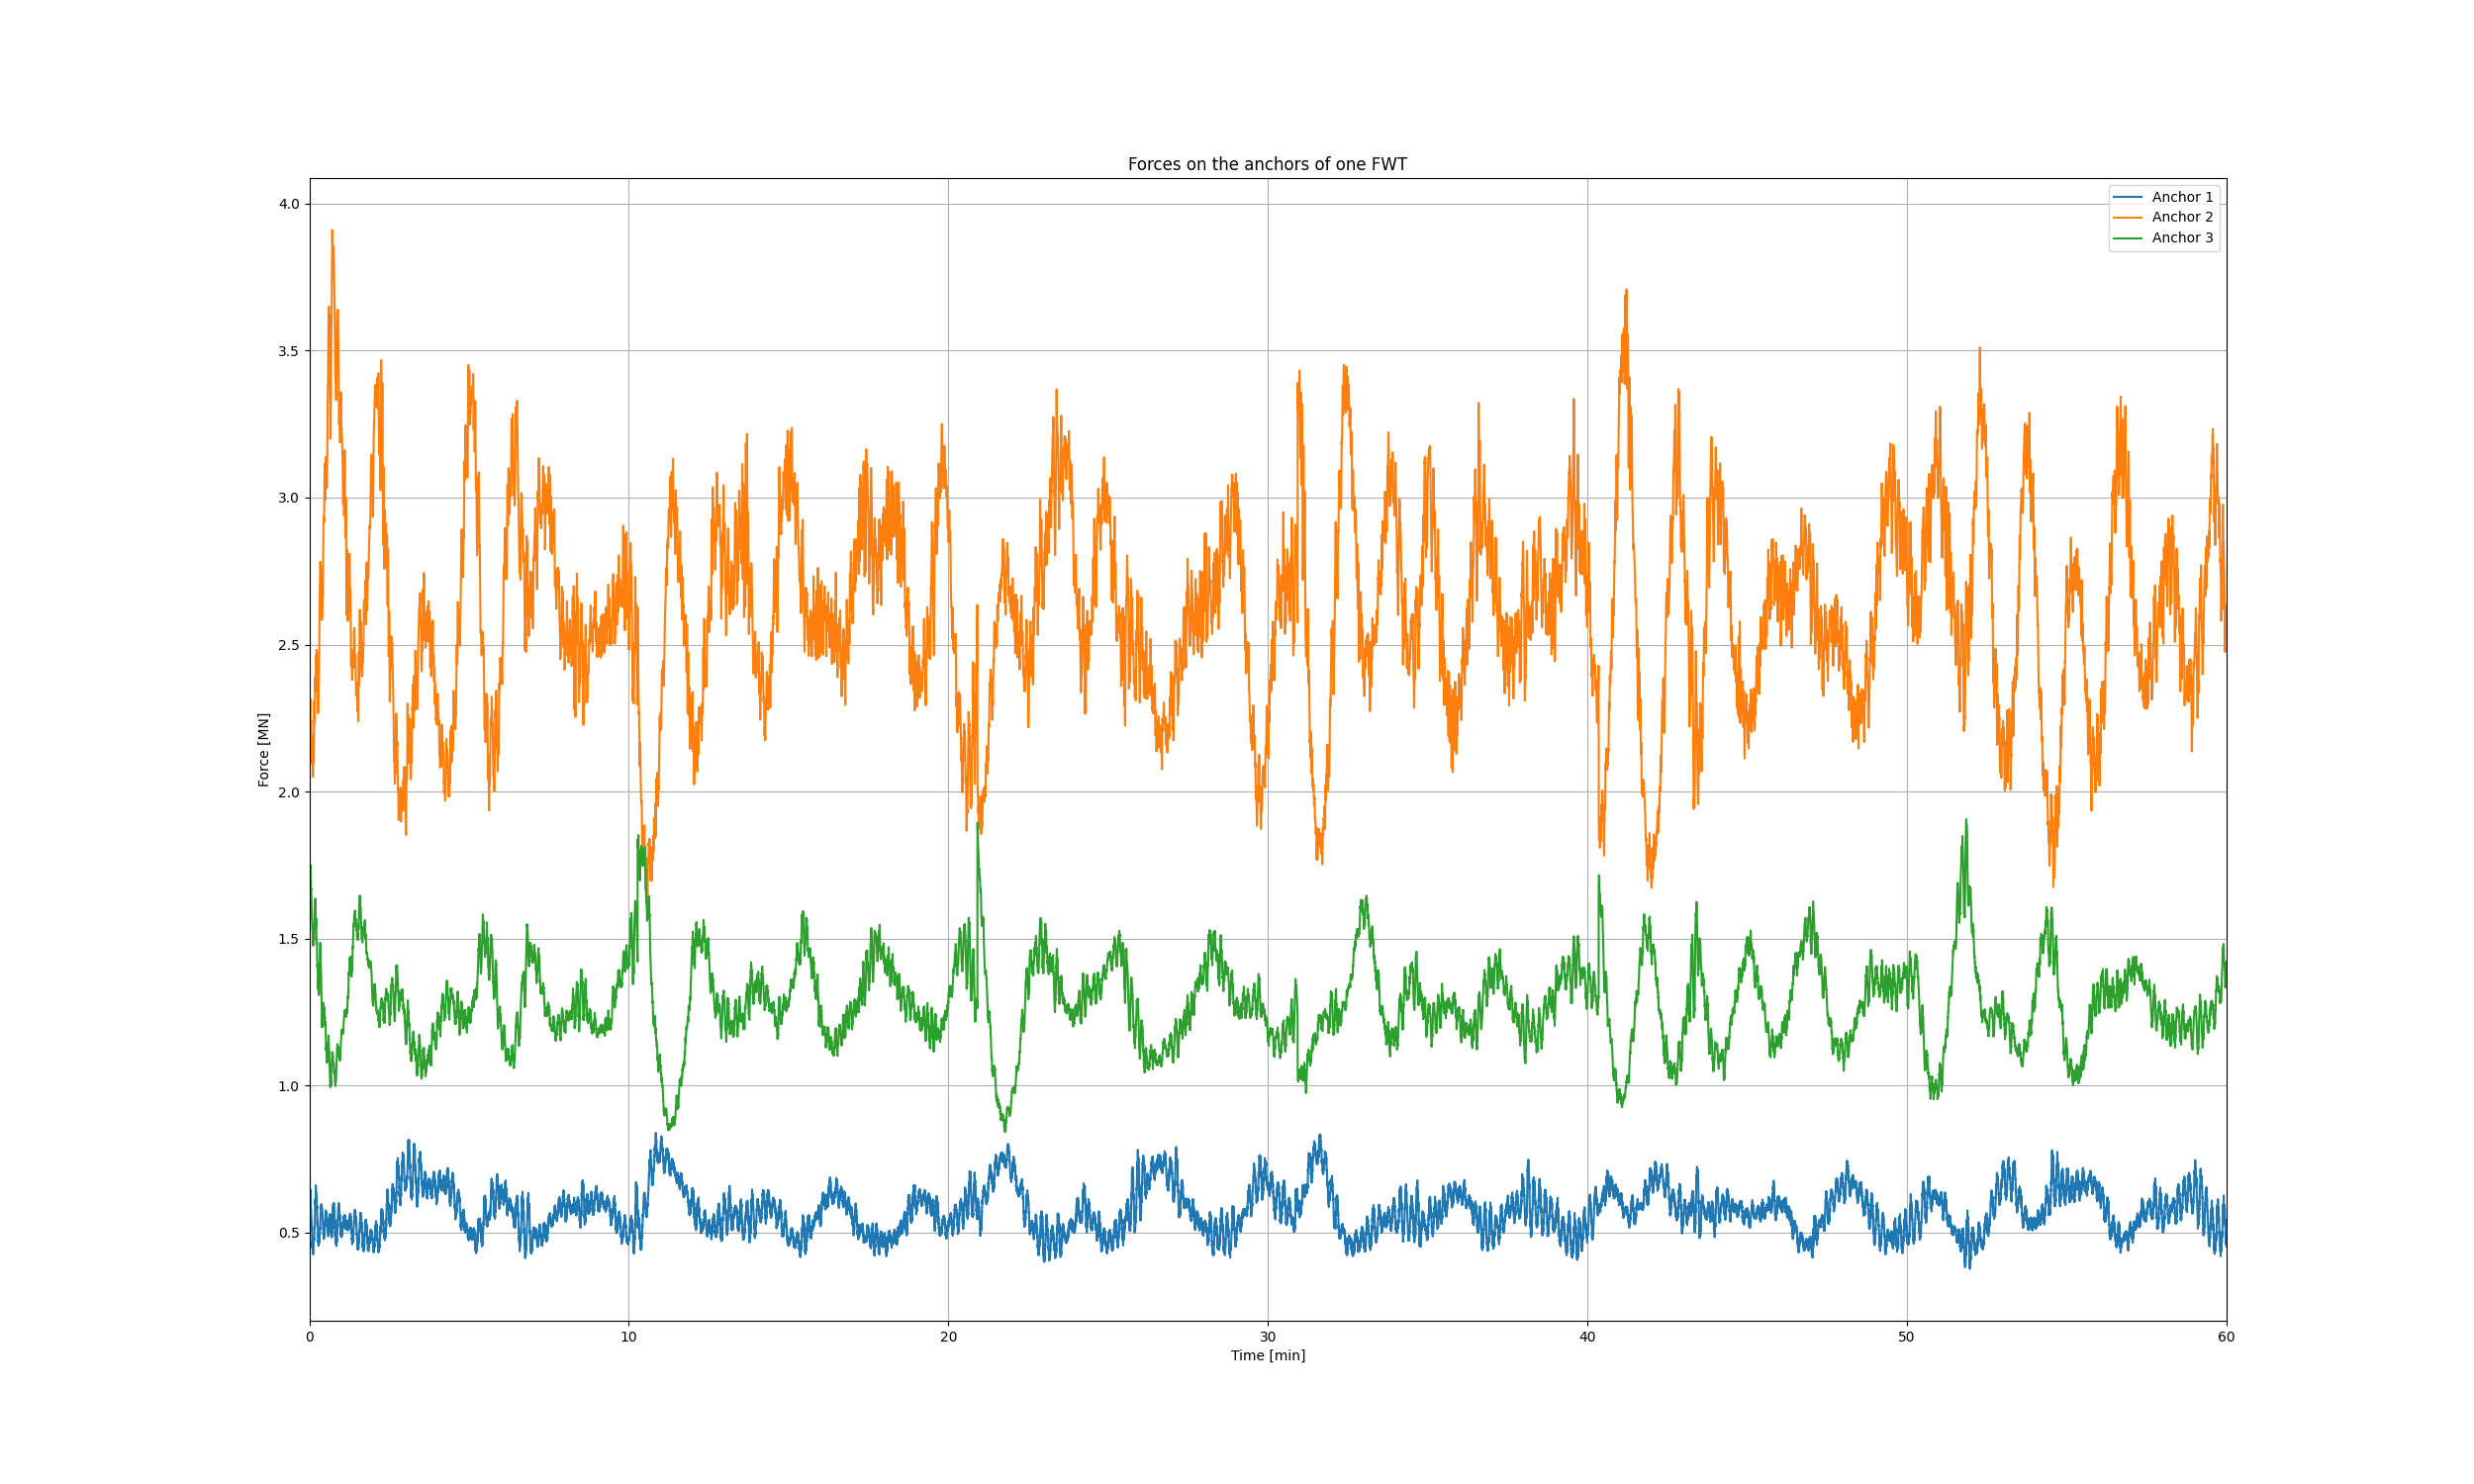 Forces on the anchors of one FWT
Anchor 1
Anchor 2
Anchor 3
4.0
3.5
3.0
2.5
2.0
1.5
1.0
0.5
Force [MN]
0 10 20 30 40 50 60
Time [min]